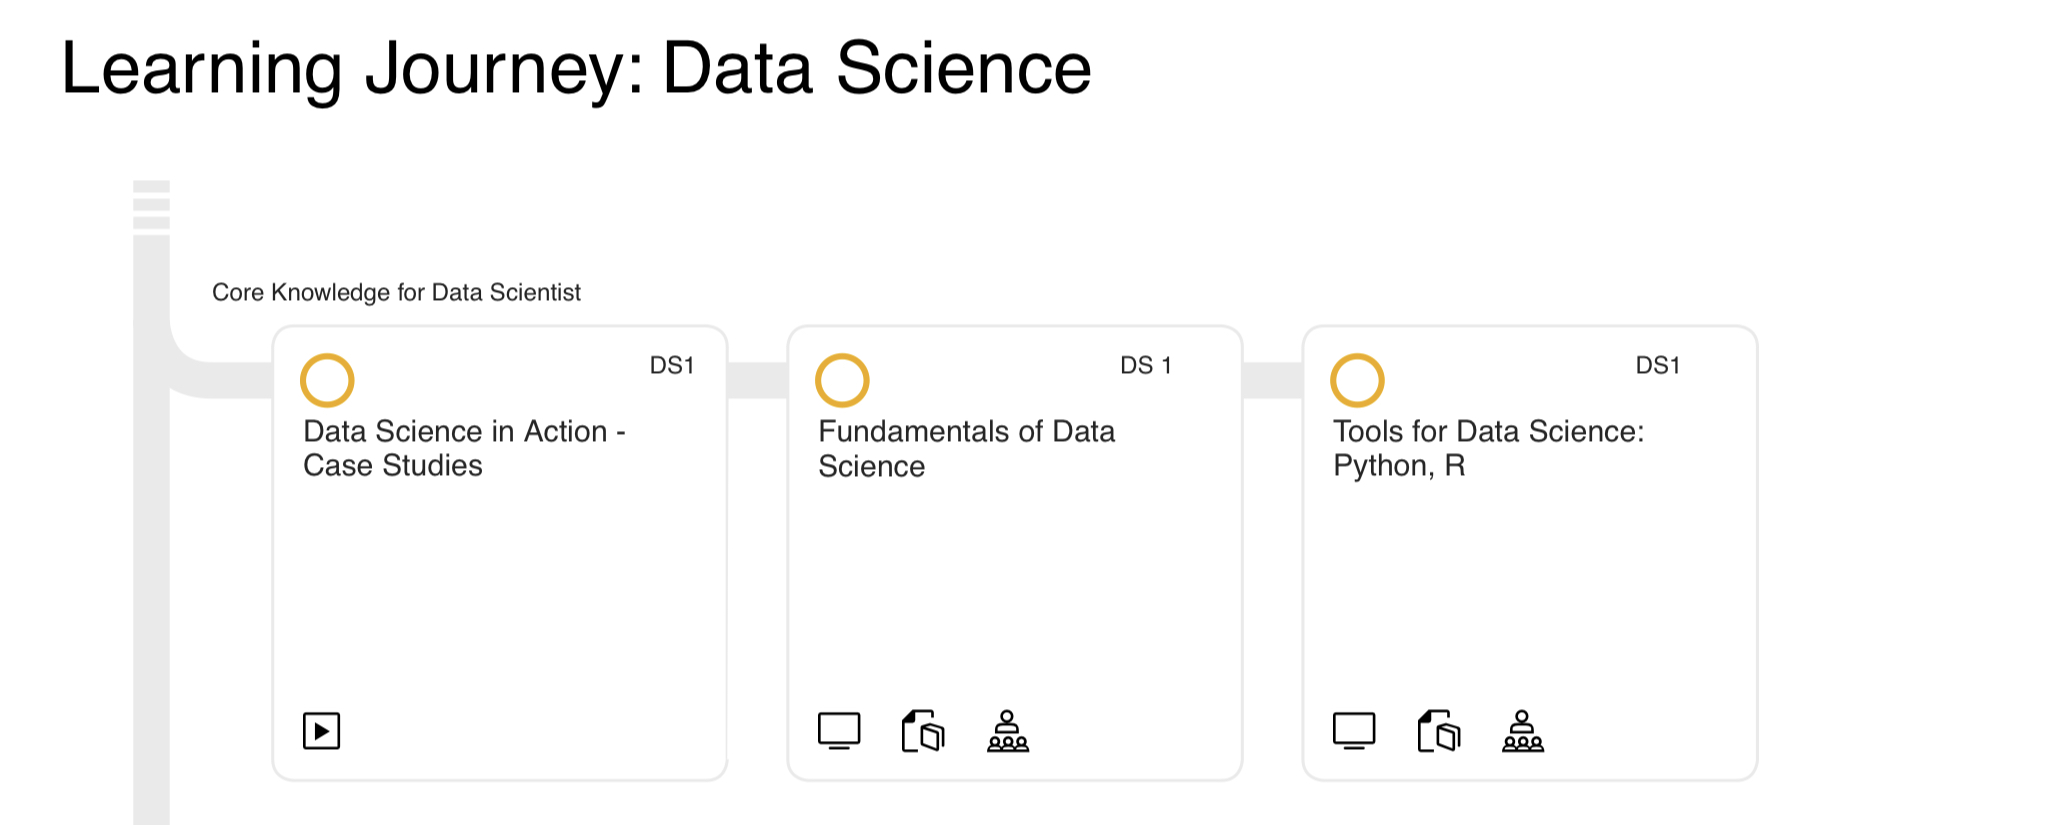 Learning Journey: Data Science
Core Knowledge for Data Scientist
DS1
Data Science in Action -
Case Studies
DS 1
Fundamentals of Data
Science
DS1
Tools for Data Science:
Python, R